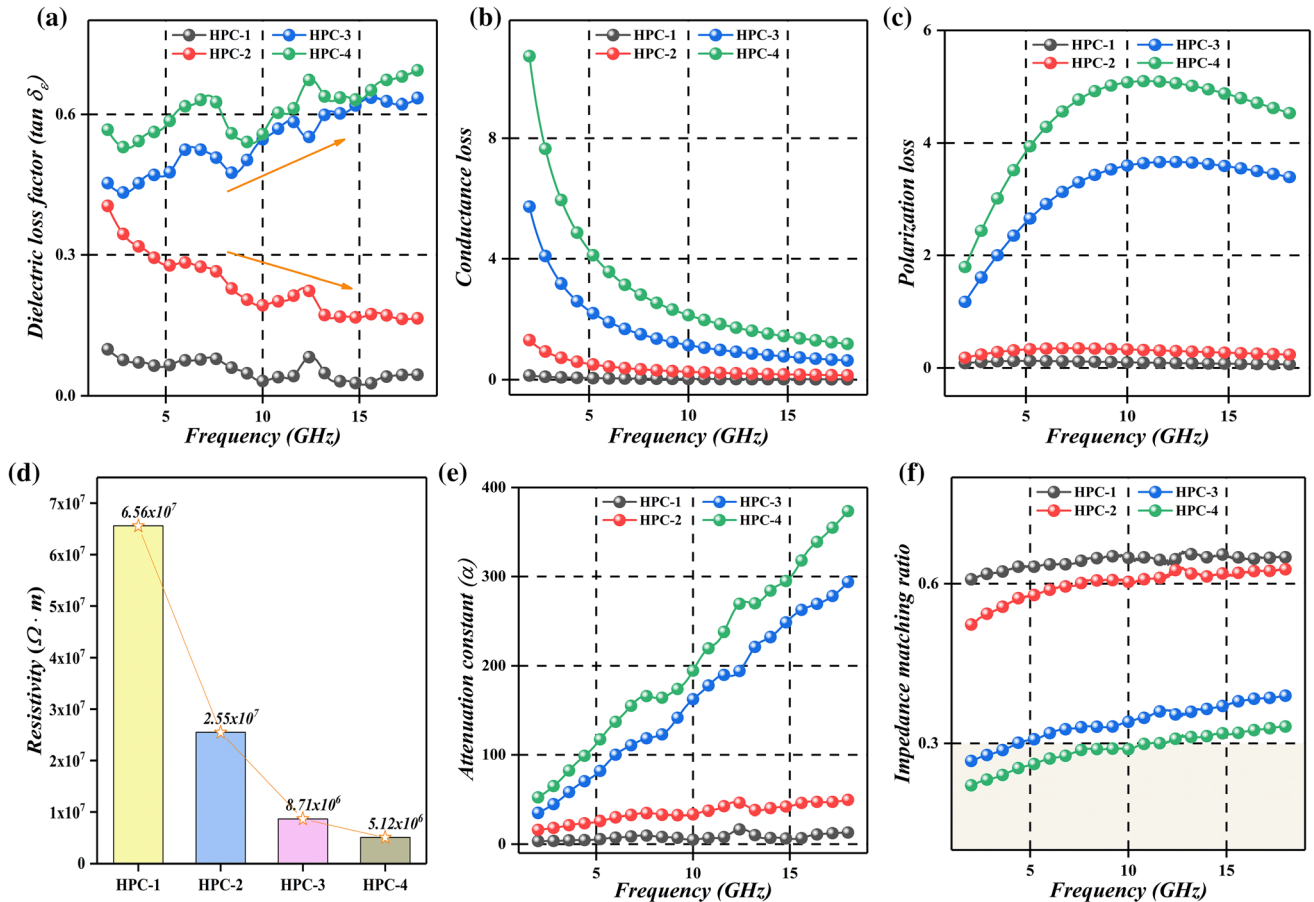 (a)
HPC-1 HPC-3
HPC-2 HPC-4
Dielectric loss factor (tan δε)
0.6
0.3
0.0
5 10 15
Frequency (GHz)
(b)
HPC-1 HPC-3
HPC-2 HPC-4
Conductance loss
8
4
0
5 10 15
Frequency (GHz)
(c)
HPC-1 HPC-3
HPC-2 HPC-4
Polarization loss
6
4
2
0
5 10 15
Frequency (GHz)
(d)
Resistivity (Ω · m)
7x10⁷
6x10⁷
5x10⁷
4x10⁷
3x10⁷
2x10⁷
1x10⁷
0
6.56x10⁷
2.55x10⁷
8.71x10⁶
5.12x10⁶
HPC-1 HPC-2 HPC-3 HPC-4
(e)
HPC-1 HPC-3
HPC-2 HPC-4
Attenuation constant (α)
400
300
200
100
0
5 10 15
Frequency (GHz)
(f)
HPC-1 HPC-3
HPC-2 HPC-4
Impedance matching ratio
0.6
0.3
5 10 15
Frequency (GHz)